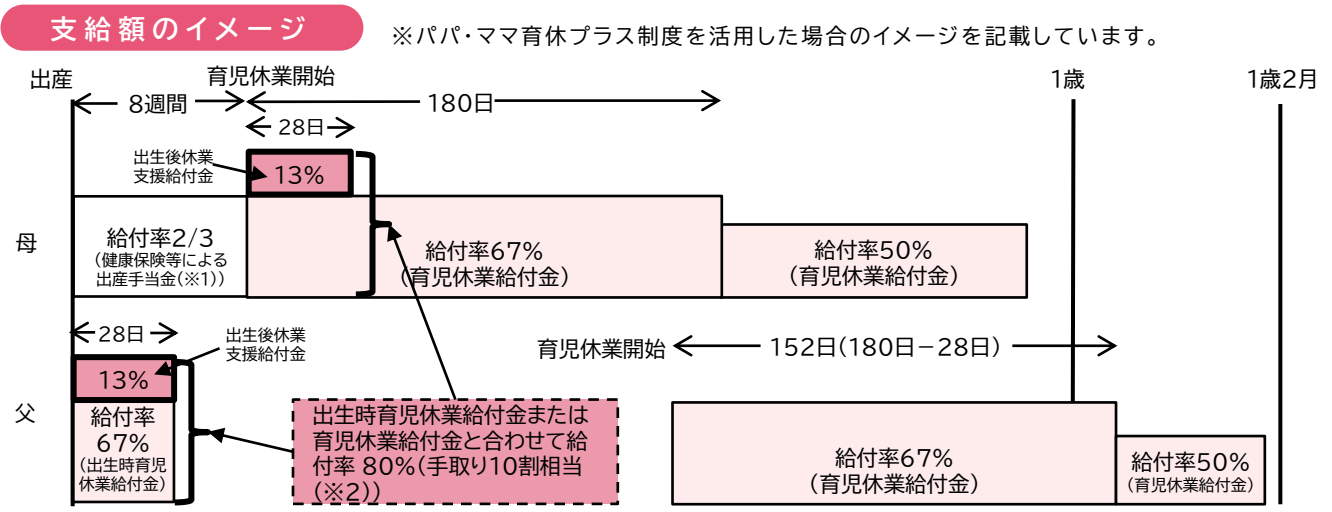 支給額のイメージ
※パパ・ママ育休プラス制度を活用した場合のイメージを記載しています。
出産
育児休業開始
1歳
1歳2月
8週間
180日
28日
出生後休業
支援給付金
13%
母
給付率2/3
(健康保険等による
出産手当金(※1))
給付率67%
(育児休業給付金)
給付率50%
(育児休業給付金)
28日
出生後休業
支援給付金
育児休業開始
152日(180日－28日)
13%
父
給付率
67%
(出生時育児
休業給付金)
出生時育児休業給付金または
育児休業給付金と合わせて給
付率 80%(手取り10割相当
(※2))
給付率67%
(育児休業給付金)
給付率50%
(育児休業給付金)